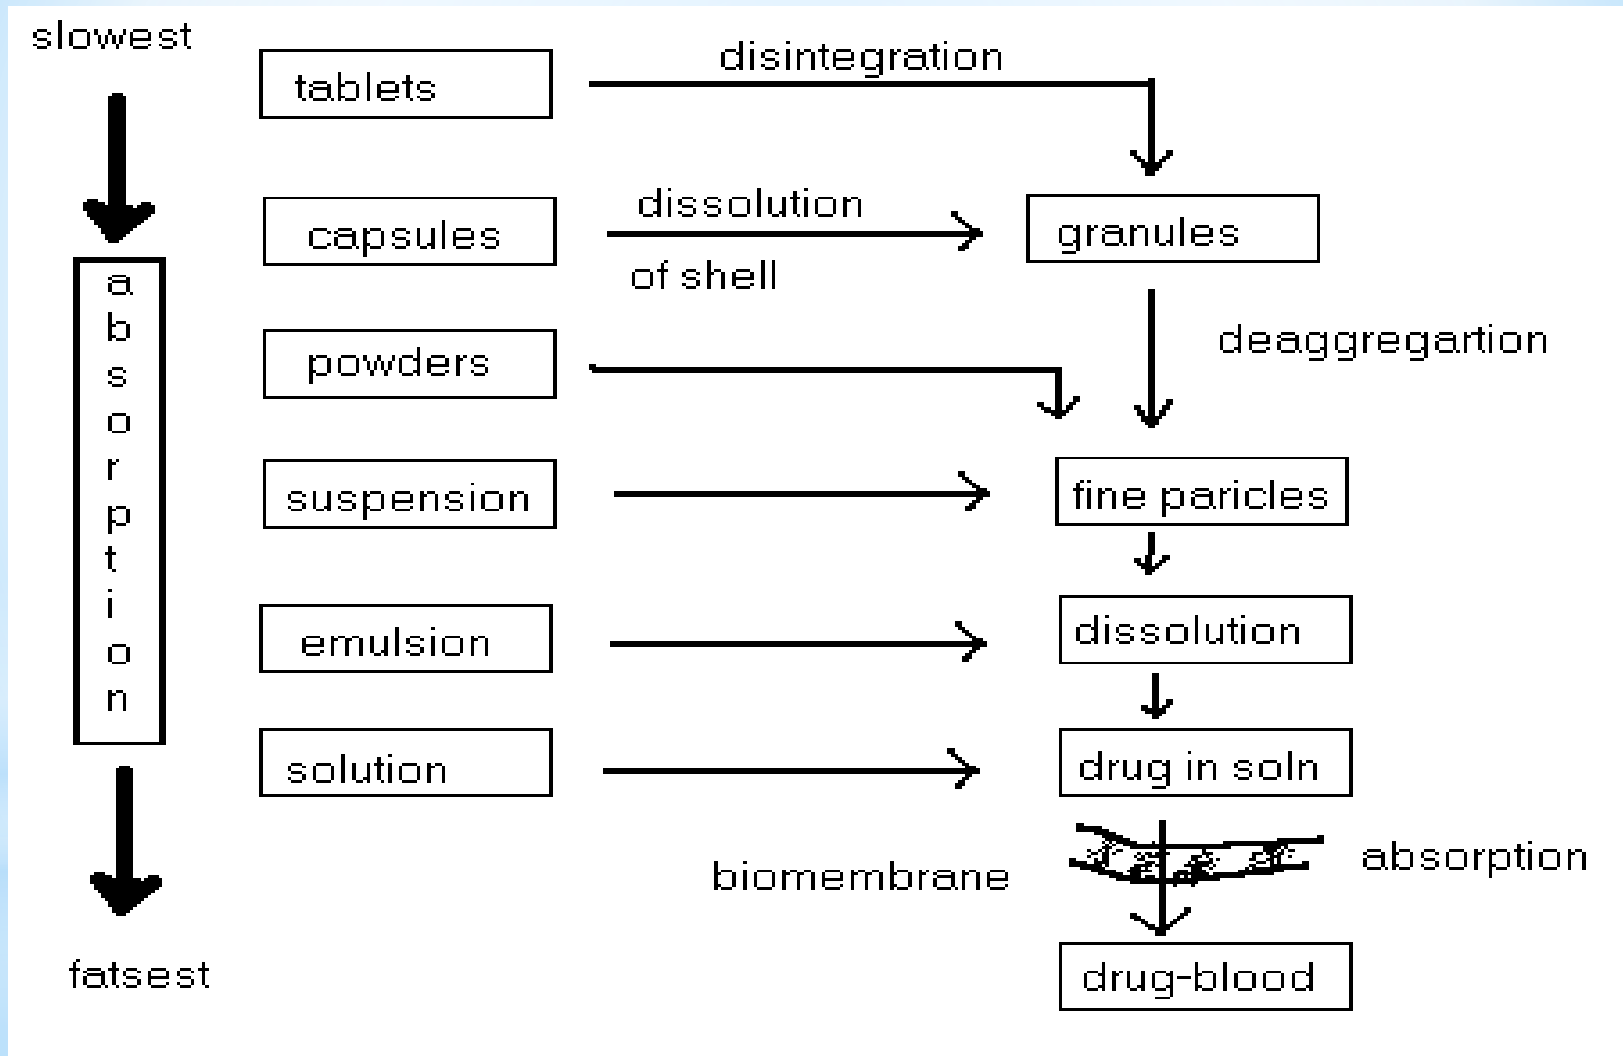 slowest
tablets
disintegration
capsules
dissolution
of shell
granules
absorption
powders
deaggregartion
suspension
fine paricles
emulsion
dissolution
solution
drug in soln
biomembrane
absorption
fatsest
drug-blood